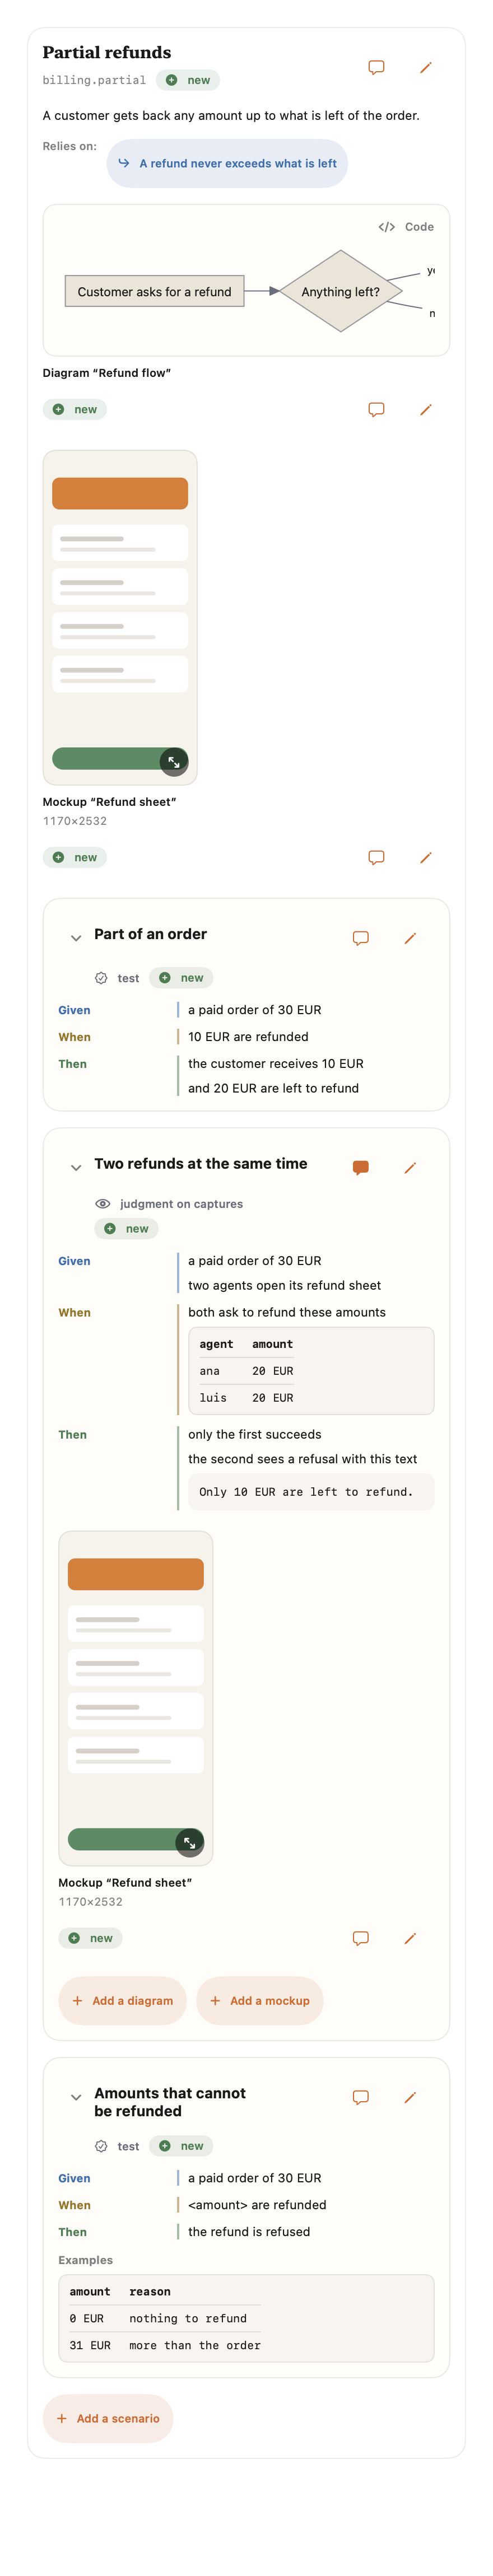 Partial refunds
billing.partial new
A customer gets back any amount up to what is left of the order.
Relies on: A refund never exceeds what is left
Code
Customer asks for a refund
Anything left?
Diagram “Refund flow”
new
Mockup “Refund sheet”
1170×2532
new
Part of an order
test new
Given a paid order of 30 EUR
When 10 EUR are refunded
Then the customer receives 10 EUR
and 20 EUR are left to refund
Two refunds at the same time
judgment on captures
new
Given a paid order of 30 EUR
two agents open its refund sheet
When both ask to refund these amounts
agent amount
ana 20 EUR
luis 20 EUR
Then only the first succeeds
the second sees a refusal with this text
Only 10 EUR are left to refund.
Mockup “Refund sheet”
1170×2532
new
Add a diagram Add a mockup
Amounts that cannot
be refunded
test new
Given a paid order of 30 EUR
When <amount> are refunded
Then the refund is refused
Examples
amount reason
0 EUR nothing to refund
31 EUR more than the order
Add a scenario